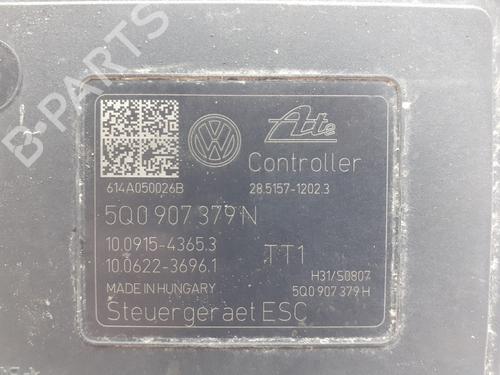 B-PARTS
Ate
Controller
614A050026B
28.5157-1202.3
5Q0 907 379 N
10.0915-4365.3
10.0622-3696.1
TT1
H31/S0807
MADE IN HUNGARY
5Q0 907 379 H
Steuergeraet ESC